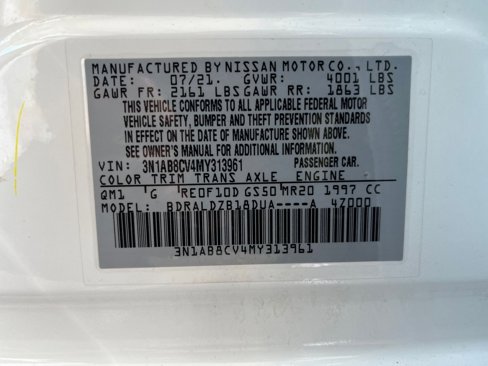 MANUFACTURED BY NISSAN MOTOR CO., LTD.
DATE: 07/21. GVWR: 4001 LBS
GAWR FR: 2161 LBS GAWR RR: 1863 LBS
THIS VEHICLE CONFORMS TO ALL APPLICABLE FEDERAL MOTOR
VEHICLE SAFETY, BUMPER AND THEFT PREVENTION STANDARDS
IN EFFECT ON THE DATE OF MANUFACTURE SHOWN ABOVE.
SEE OWNER'S MANUAL FOR ADDITIONAL INFORMATION.
VIN: 3N1AB8CV4MY313961 PASSENGER CAR.
COLOR TRIM TRANS AXLE ENGINE
QM1 G RE0F10D GS50 MR20 1997 CC
MODEL: BDRALDZB18DUA----A 4Z000
3N1AB8CV4MY313961